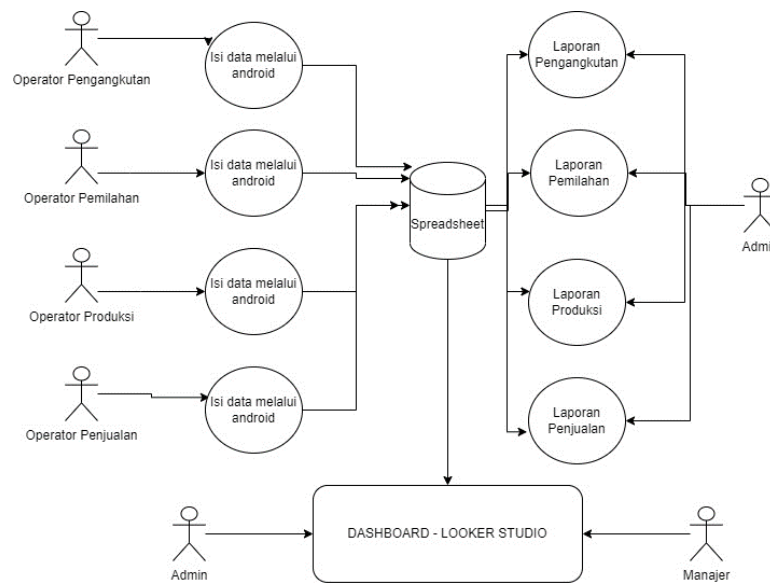 Operator Pengangkutan
Isi data melalui
android
Laporan
Pengangkutan
Operator Pemilahan
Isi data melalui
android
Laporan
Pemilahan
Spreadsheet
Admi
Operator Produksi
Isi data melalui
android
Laporan
Produksi
Operator Penjualan
Isi data melalui
android
Laporan
Penjualan
DASHBOARD - LOOKER STUDIO
Admin
Manajer